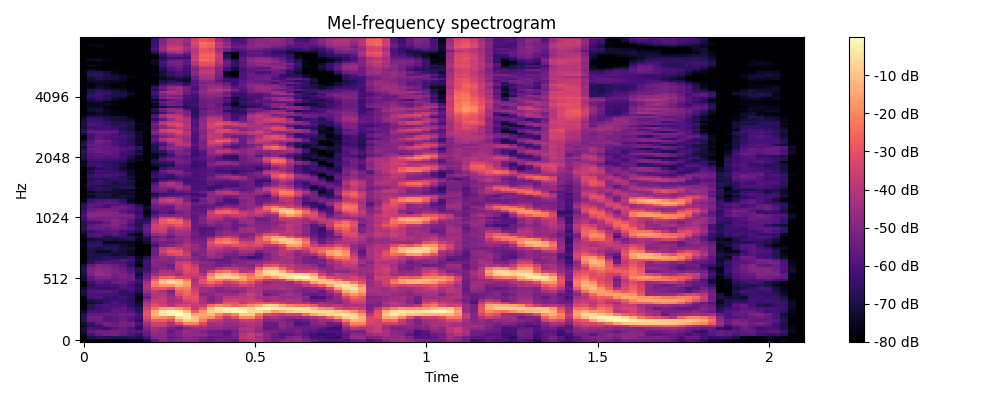 Mel-frequency spectrogram
Hz
4096
2048
1024
512
0
0
0.5
1
1.5
2
Time
-10 dB
-20 dB
-30 dB
-40 dB
-50 dB
-60 dB
-70 dB
-80 dB